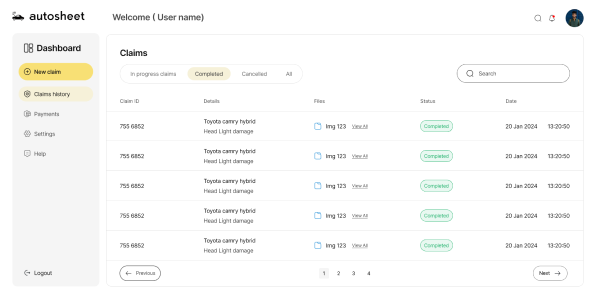 autosheet
Welcome ( User name)
Dashboard
New claim
Claims history
Payments
Settings
Help
Logout
Claims
In progress claims Completed Cancelled All
Search
Claim ID Details Files Status Date
755 6852 Toyota camry hybrid Img 123 View All Completed 20 Jan 2024 13:20:50
Head Light damage
755 6852 Toyota camry hybrid Img 123 View All Completed 20 Jan 2024 13:20:50
Head Light damage
755 6852 Toyota camry hybrid Img 123 View All Completed 20 Jan 2024 13:20:50
Head Light damage
755 6852 Toyota camry hybrid Img 123 View All Completed 20 Jan 2024 13:20:50
Head Light damage
755 6852 Toyota camry hybrid Img 123 View All Completed 20 Jan 2024 13:20:50
Head Light damage
Previous 1 2 3 4 Next